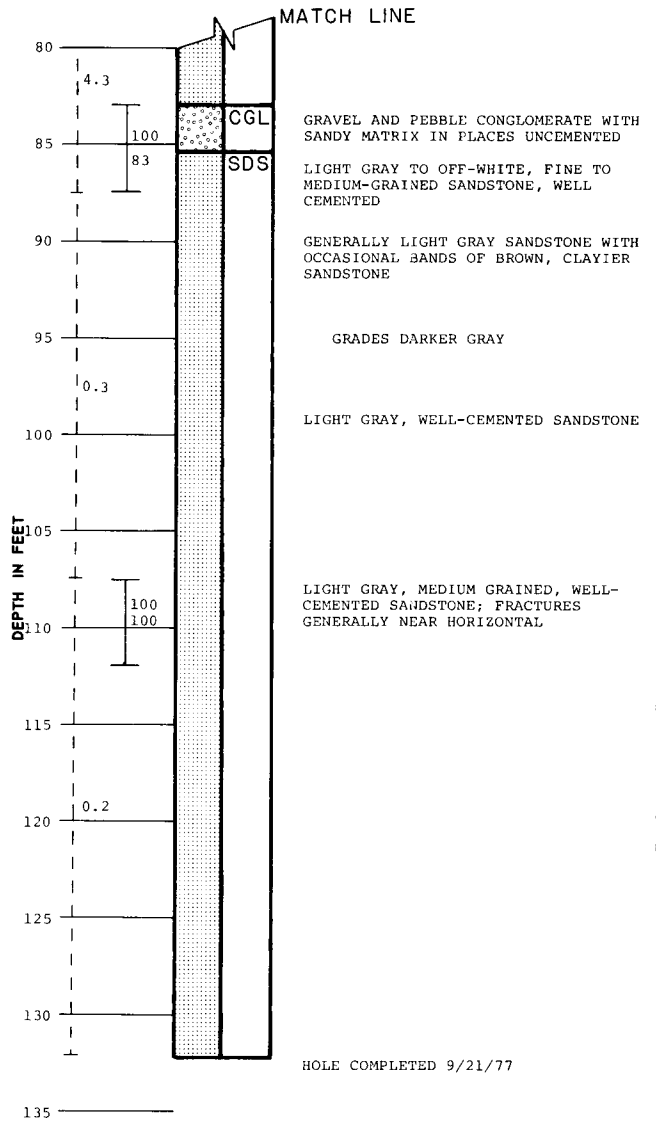 MATCH LINE
80
4.3
CGL
GRAVEL AND PEBBLE CONGLOMERATE WITH
SANDY MATRIX IN PLACES UNCEMENTED
100
85
83
SDS
LIGHT GRAY TO OFF-WHITE, FINE TO
MEDIUM-GRAINED SANDSTONE, WELL
CEMENTED
90
GENERALLY LIGHT GRAY SANDSTONE WITH
OCCASIONAL BANDS OF BROWN, CLAYIER
SANDSTONE
95
GRADES DARKER GRAY
0.3
100
LIGHT GRAY, WELL-CEMENTED SANDSTONE
105
DEPTH IN FEET
LIGHT GRAY, MEDIUM GRAINED, WELL-
CEMENTED SANDSTONE; FRACTURES
GENERALLY NEAR HORIZONTAL
100
100
110
115
0.2
120
125
130
HOLE COMPLETED 9/21/77
135